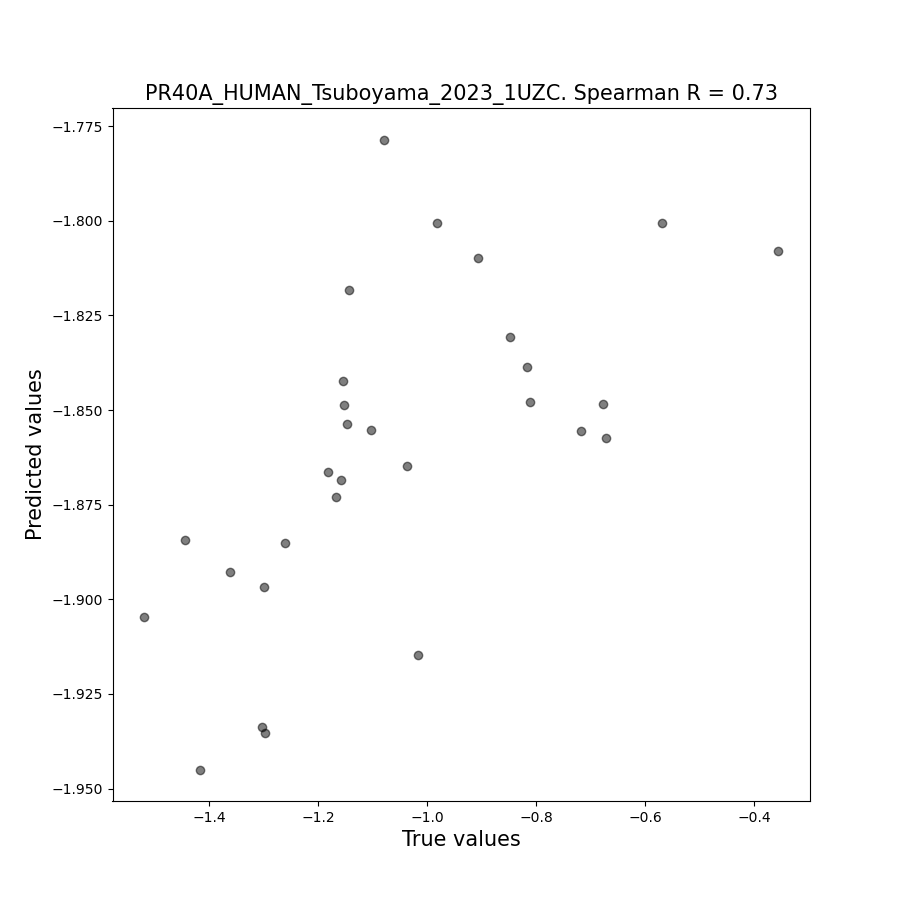 PR40A_HUMAN_Tsuboyama_2023_1UZC. Spearman R = 0.73
Predicted values
−1.775
−1.800
−1.825
−1.850
−1.875
−1.900
−1.925
−1.950
−1.4 −1.2 −1.0 −0.8 −0.6 −0.4
True values